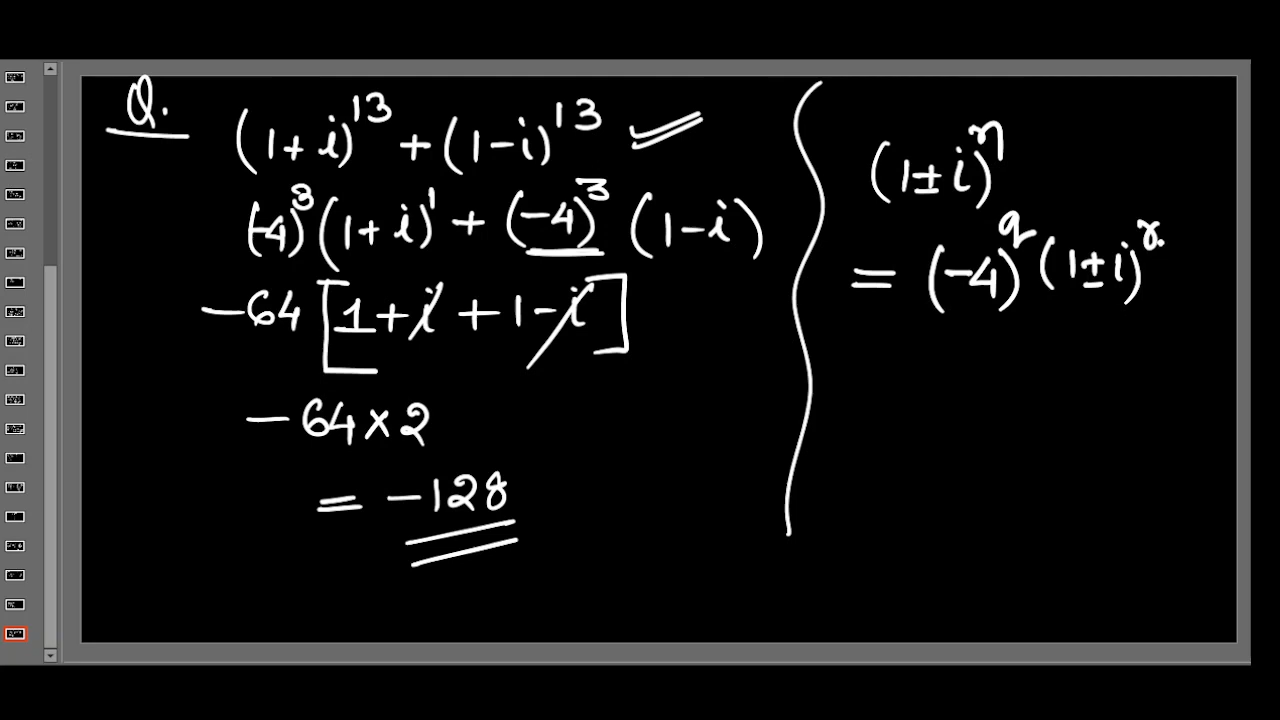 Q.
(1+i)^13 + (1-i)^13
(-4)^3 (1+i)^1 + (-4)^3 (1-i)
-64 [1+i + 1-i]
-64×2
= -128
(1±i)^n
= (-4)^q (1±i)^r.